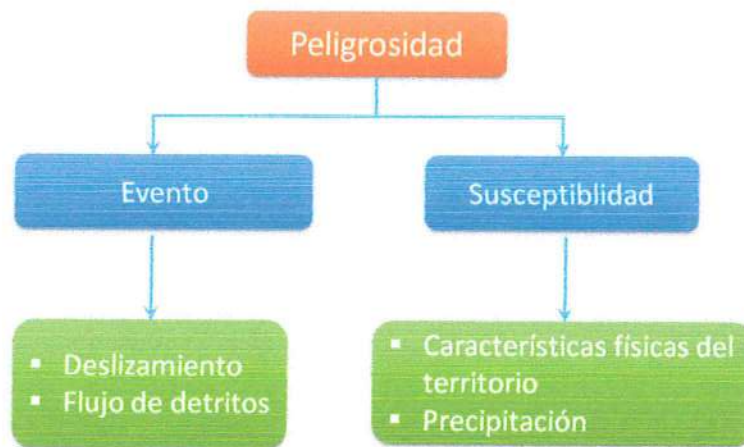 Peligrosidad
Evento
Susceptiblidad
▪ Deslizamiento
▪ Flujo de detritos
▪ Características físicas del
territorio
▪ Precipitación